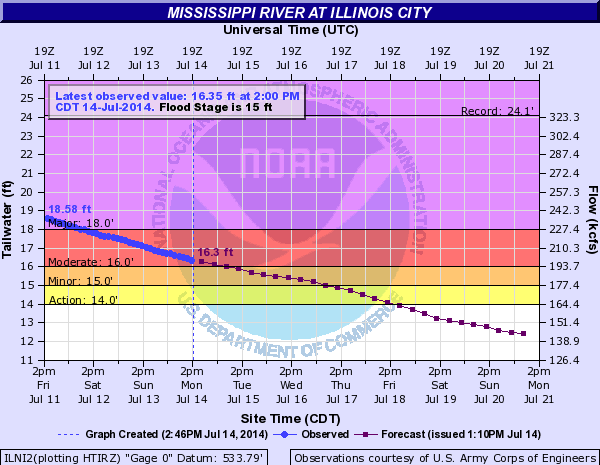 MISSISSIPPI RIVER AT ILLINOIS CITY
Universal Time (UTC)
19Z 19Z 19Z 19Z 19Z 19Z 19Z 19Z 19Z 19Z 19Z
Jul 11 Jul 12 Jul 13 Jul 14 Jul 15 Jul 16 Jul 17 Jul 18 Jul 19 Jul 20 Jul 21
Latest observed value: 16.35 ft at 2:00 PM
CDT 14-Jul-2014. Flood Stage is 15 ft
Record: 24.1'
18.58 ft
Major: 18.0'
16.3 ft
Moderate: 16.0'
Minor: 15.0'
Action: 14.0'
NOAA
NATIONAL OCEANIC AND ATMOSPHERIC ADMINISTRATION
U.S. DEPARTMENT OF COMMERCE
Tailwater (ft)
26
25
24
23
22
21
20
19
18
17
16
15
14
13
12
11
Flow (kcfs)
323.3
302.4
287.4
272.4
257.3
242.3
227.4
210.3
193.7
177.4
164.4
151.4
138.9
126.4
2pm 2pm 2pm 2pm 2pm 2pm 2pm 2pm 2pm 2pm 2pm
Fri Sat Sun Mon Tue Wed Thu Fri Sat Sun Mon
Jul 11 Jul 12 Jul 13 Jul 14 Jul 15 Jul 16 Jul 17 Jul 18 Jul 19 Jul 20 Jul 21
Site Time (CDT)
Graph Created (2:46PM Jul 14, 2014) Observed Forecast (issued 1:10PM Jul 14)
ILNI2(plotting HTIRZ) "Gage 0" Datum: 533.79' Observations courtesy of U.S. Army Corps of Engineers